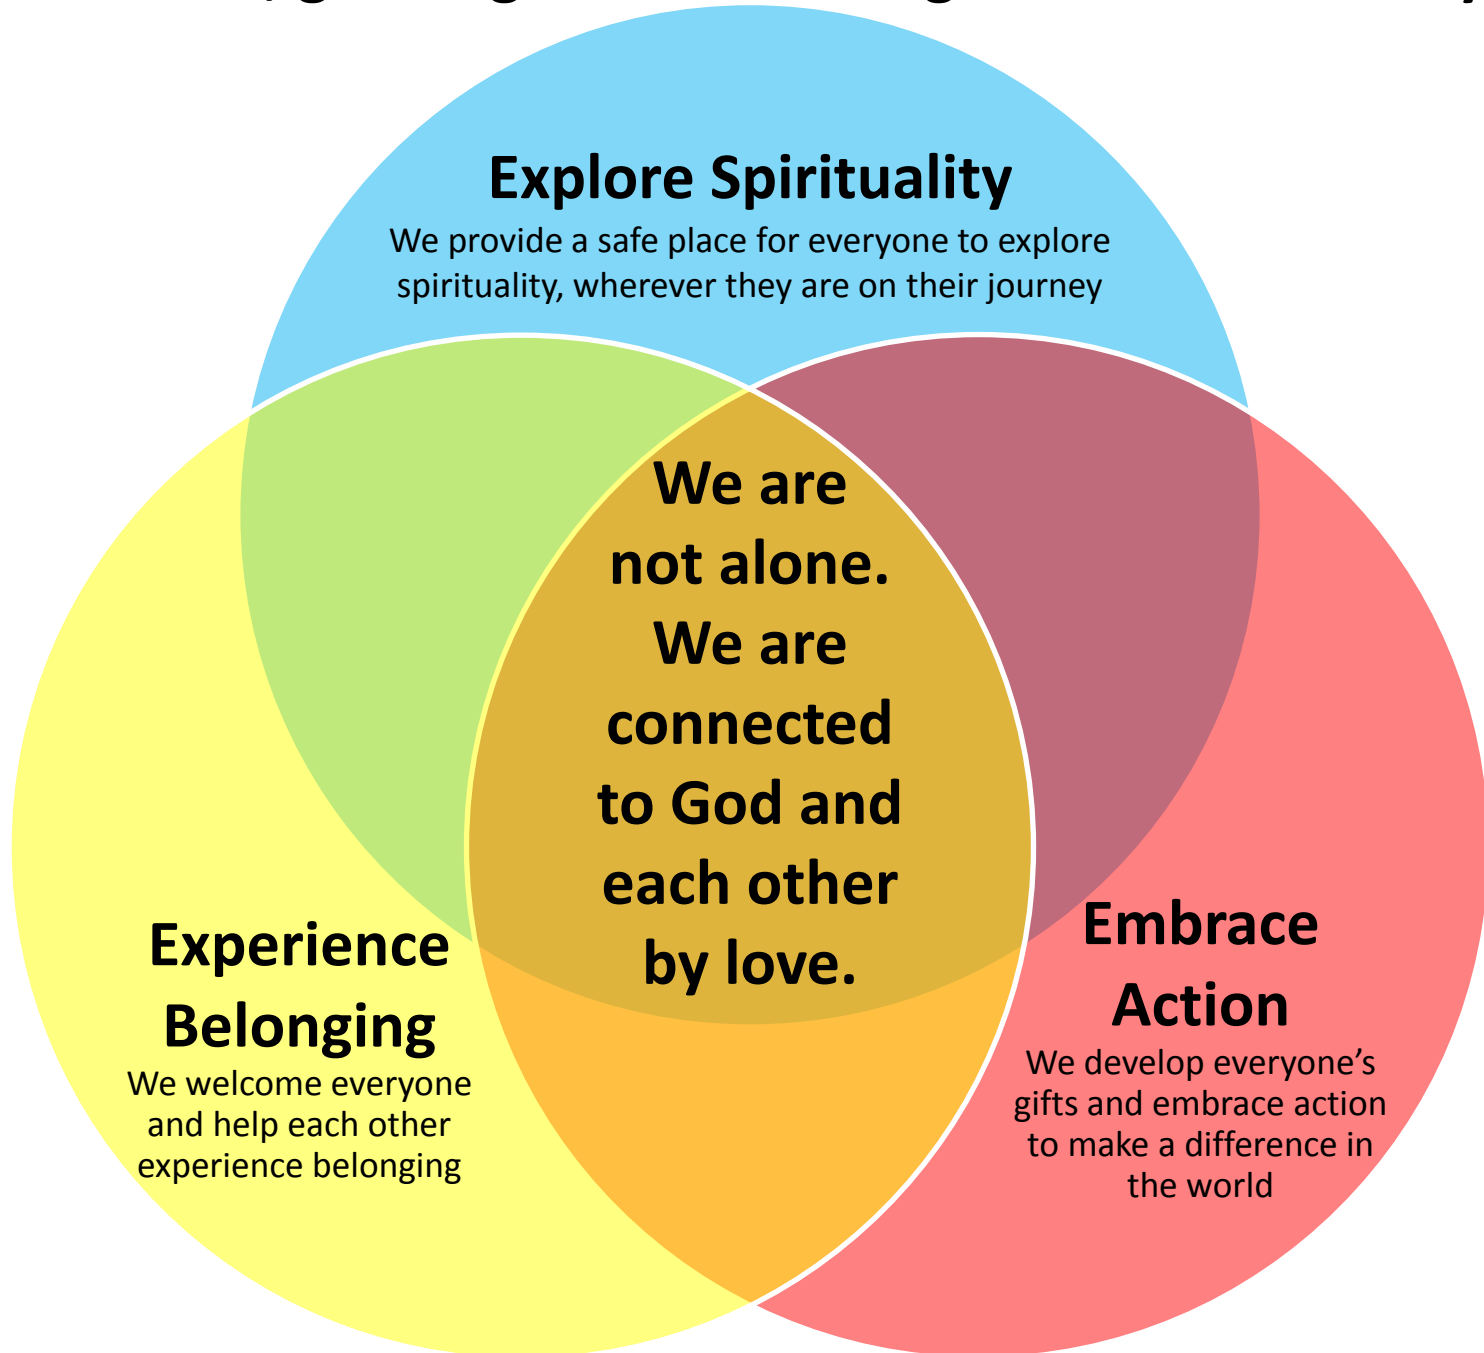 Explore Spirituality
We provide a safe place for everyone to explore
spirituality, wherever they are on their journey
We are
not alone.
We are
connected
to God and
each other
by love.
Experience
Belonging
We welcome everyone
and help each other
experience belonging
Embrace
Action
We develop everyone’s
gifts and embrace action
to make a difference in
the world